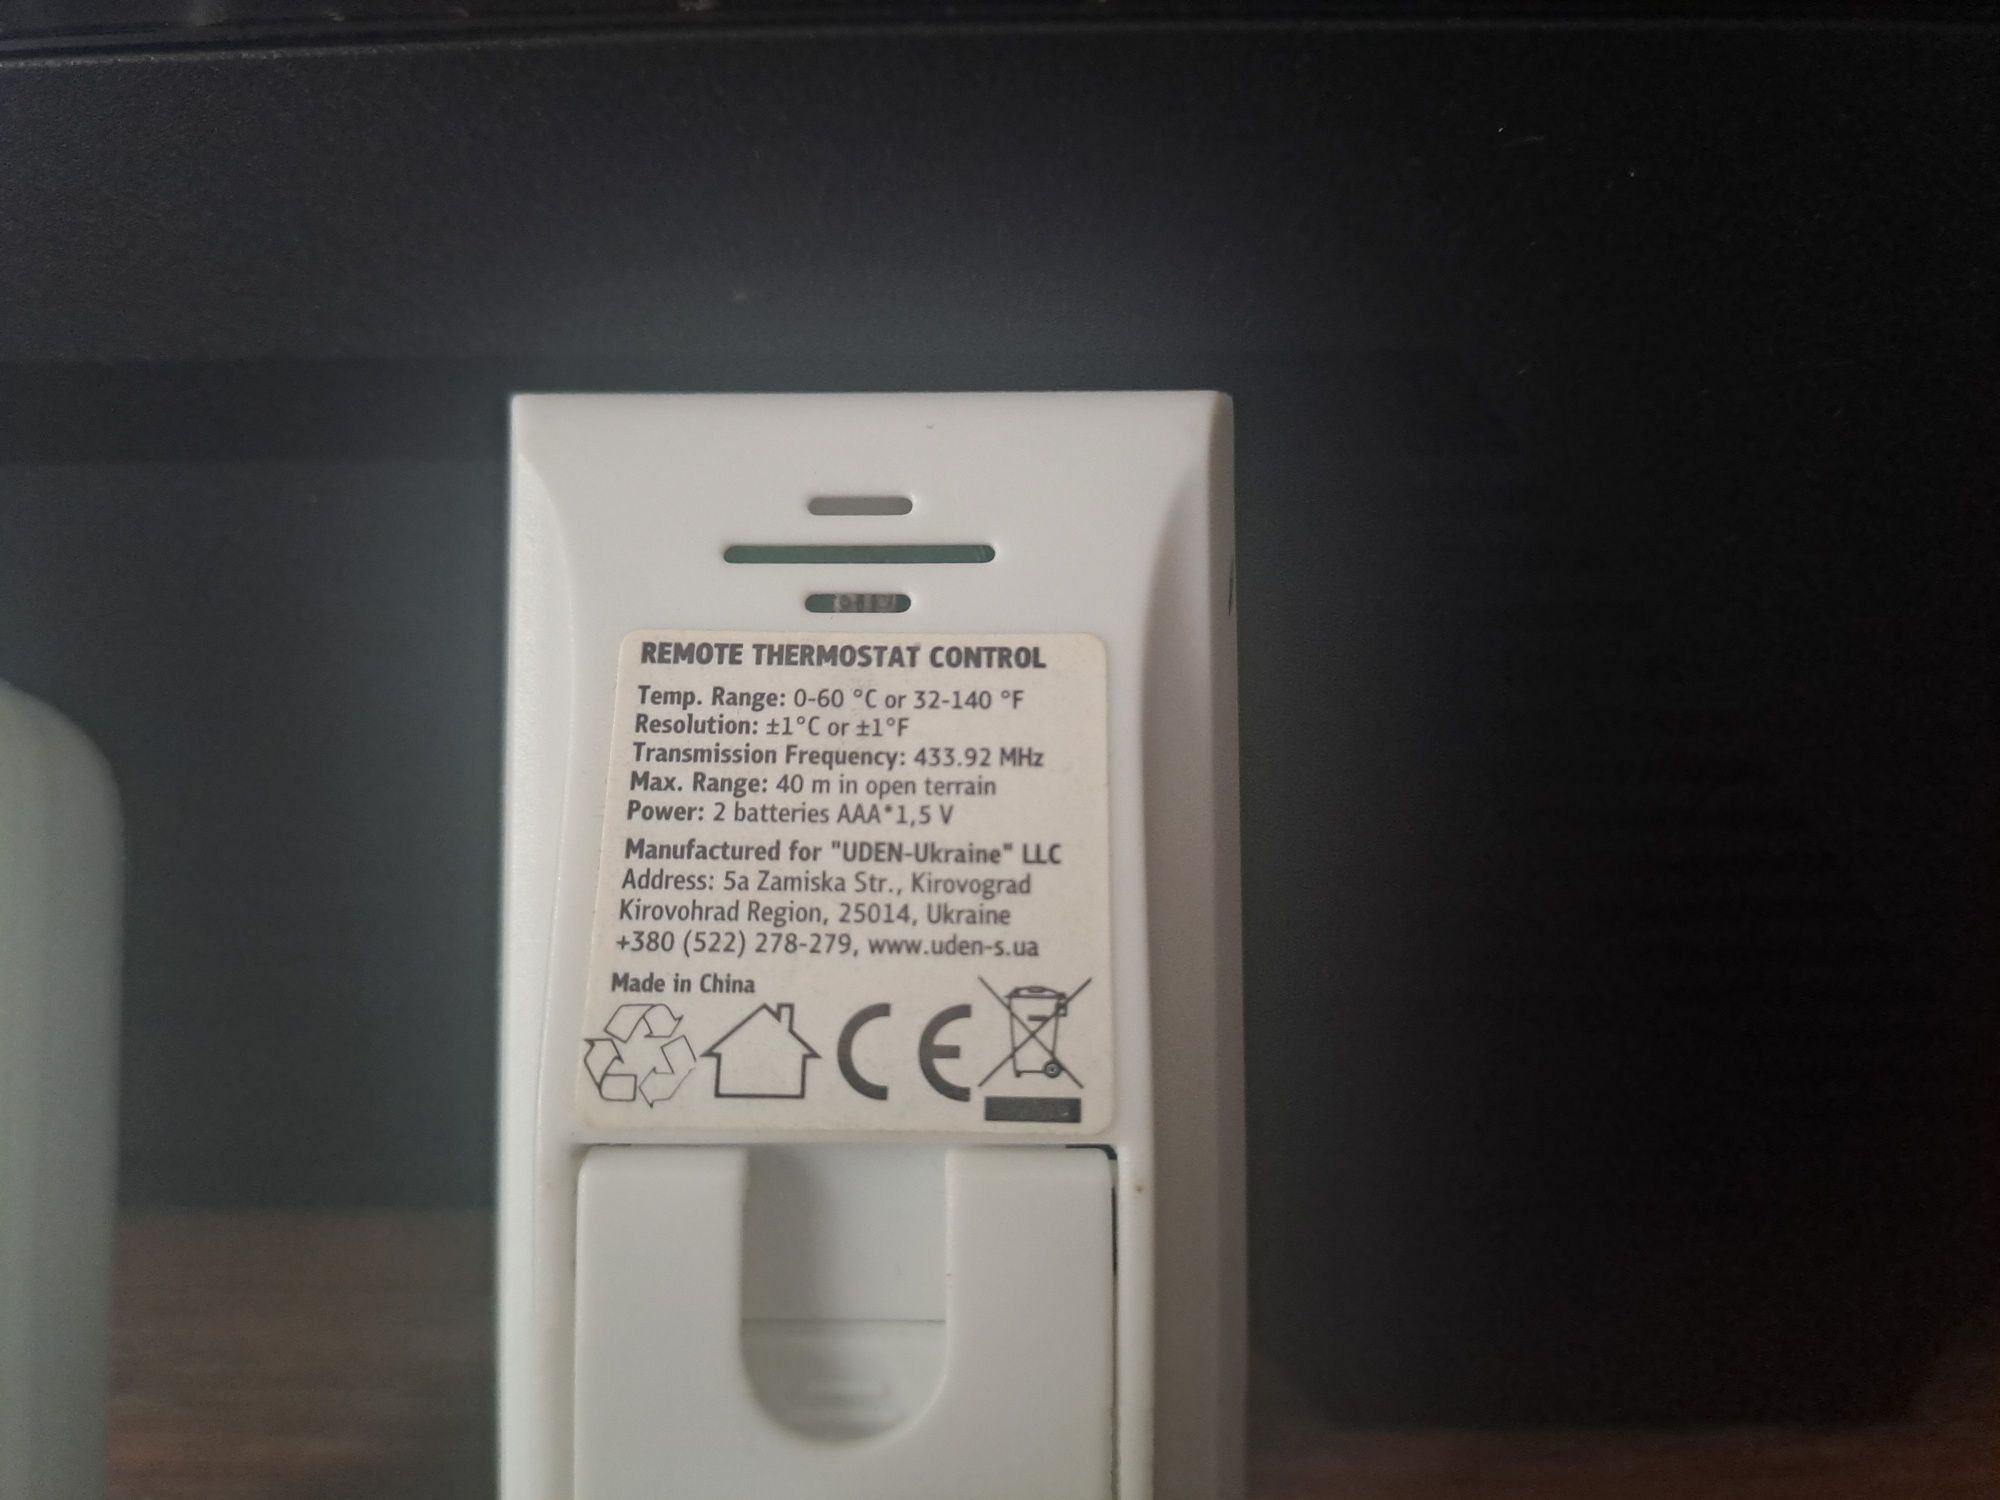 REMOTE THERMOSTAT CONTROL
Temp. Range: 0-60 °C or 32-140 °F
Resolution: ±1°C or ±1°F
Transmission Frequency: 433.92 MHz
Max. Range: 40 m in open terrain
Power: 2 batteries AAA*1,5 V
Manufactured for "UDEN-Ukraine" LLC
Address: 5a Zamiska Str., Kirovograd
Kirovohrad Region, 25014, Ukraine
+380 (522) 278-279, www.uden-s.ua
Made in China
CE